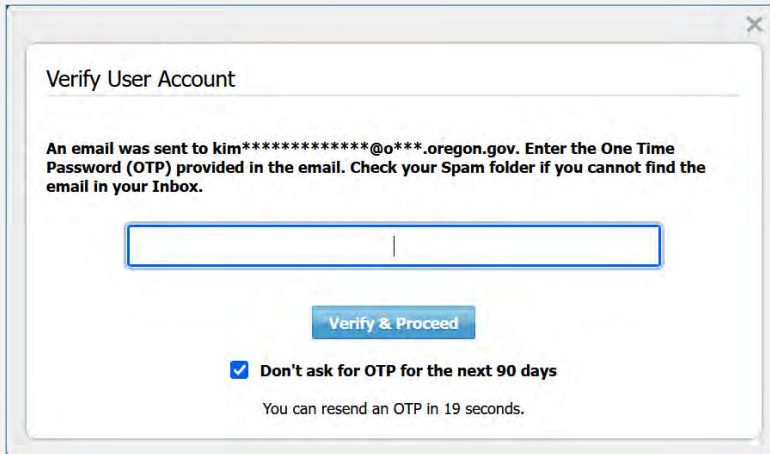 Verify User Account
An email was sent to kim*************@o***.oregon.gov. Enter the One Time
Password (OTP) provided in the email. Check your Spam folder if you cannot find the
email in your Inbox.
Verify & Proceed
Don't ask for OTP for the next 90 days
You can resend an OTP in 19 seconds.